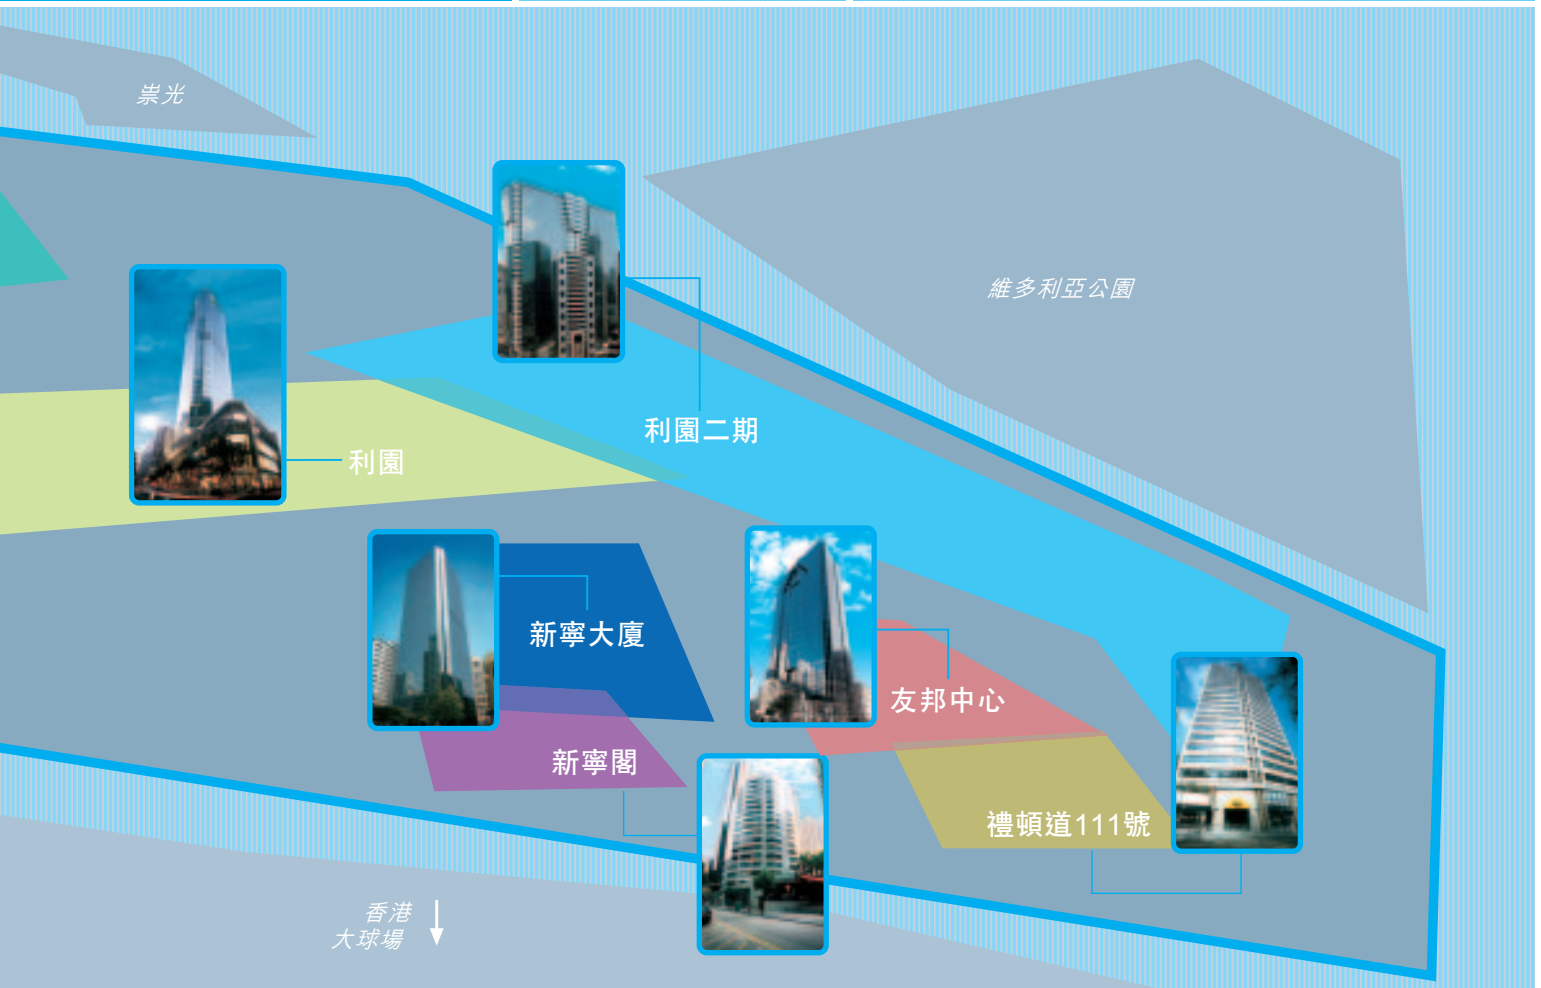 祟光
維多利亞公園
利園二期
利園
新寧大廈
友邦中心
新寧閣
禮頓道111號
香港
大球場